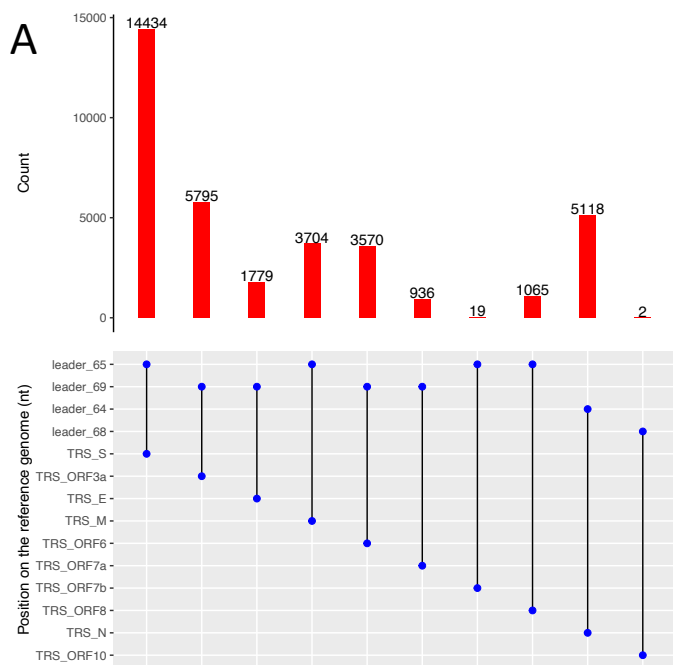 A
15000
10000
5000
0
Count
14434
5795
1779
3704
3570
936
19
1065
5118
2
Position on the reference genome (nt)
leader_65
leader_69
leader_64
leader_68
TRS_S
TRS_ORF3a
TRS_E
TRS_M
TRS_ORF6
TRS_ORF7a
TRS_ORF7b
TRS_ORF8
TRS_N
TRS_ORF10